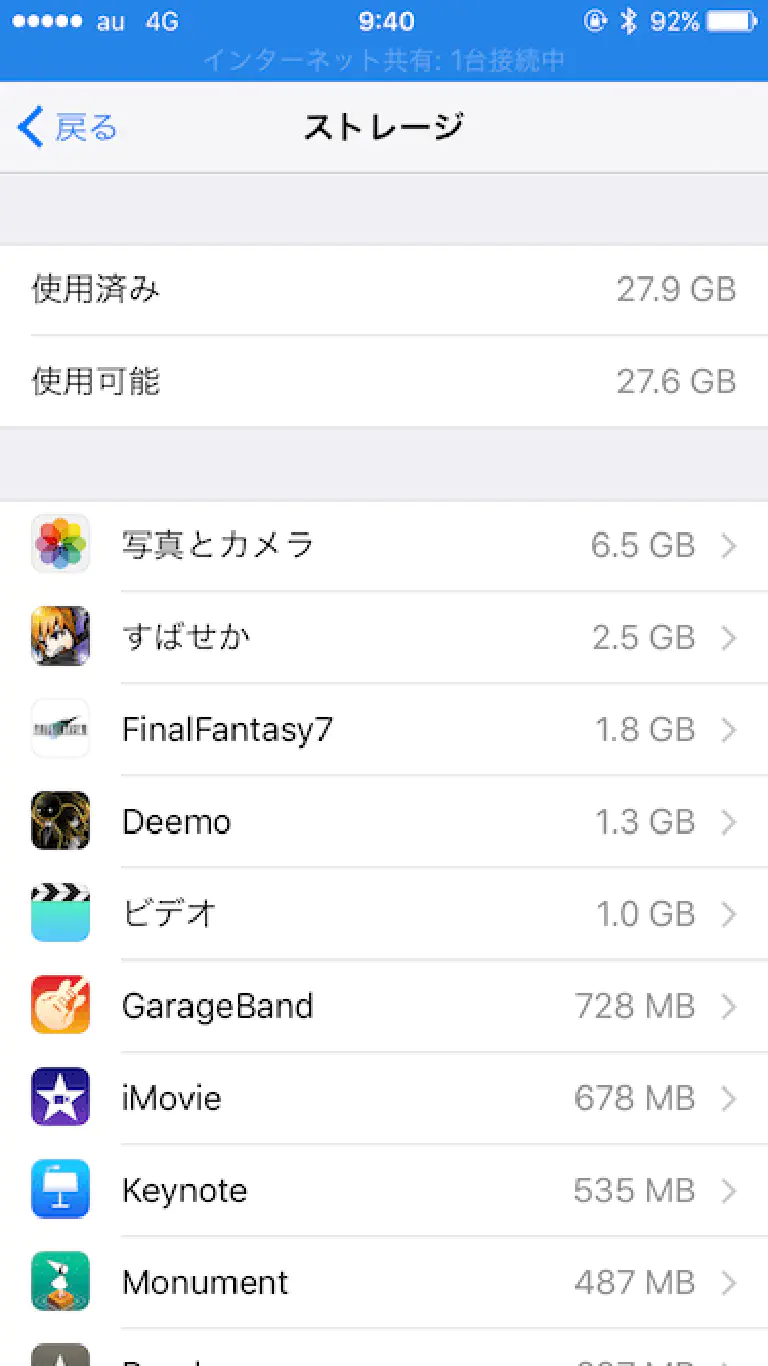 au 4G 9:40 92%
インターネット共有: 1台接続中
戻る ストレージ
使用済み 27.9 GB
使用可能 27.6 GB
写真とカメラ 6.5 GB
すばせか 2.5 GB
FinalFantasy7 1.8 GB
Deemo 1.3 GB
ビデオ 1.0 GB
GarageBand 728 MB
iMovie 678 MB
Keynote 535 MB
Monument 487 MB